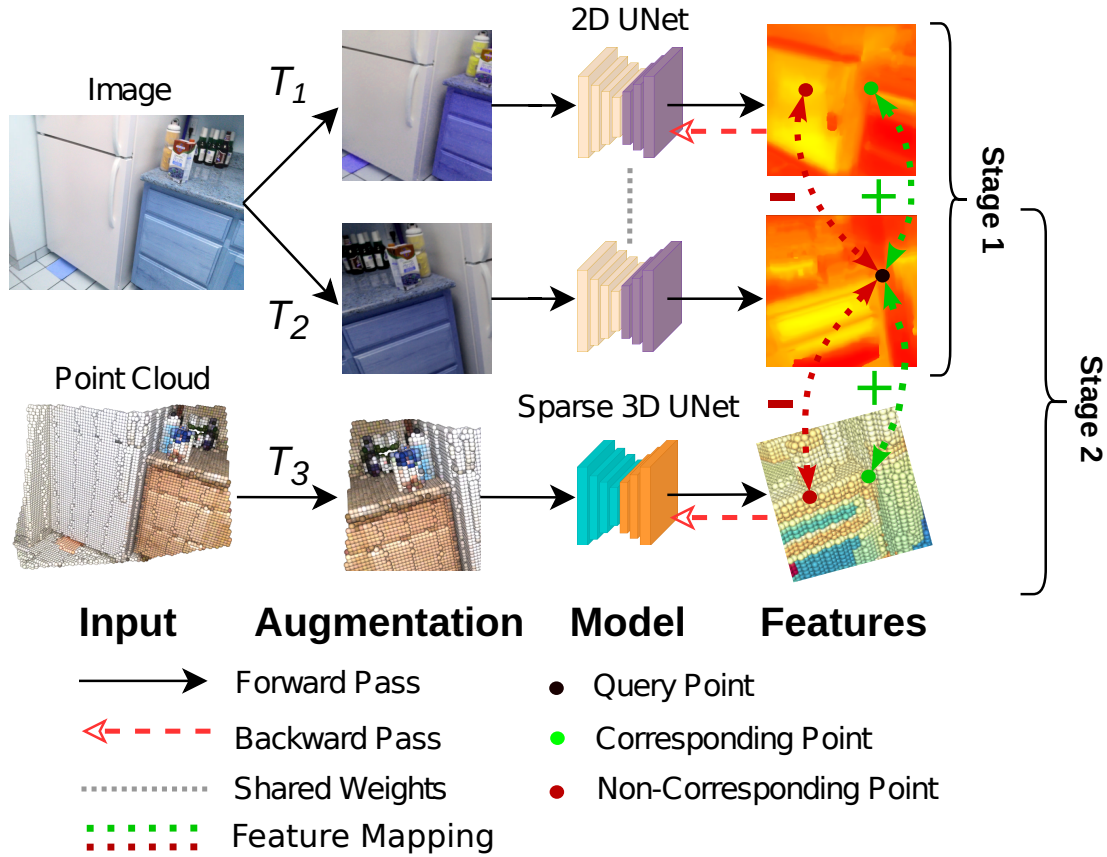 2D UNet
Image
T1
T2
Stage 1
Point Cloud
Sparse 3D UNet
T3
Stage 2
− +
− +
Input Augmentation Model Features
Forward Pass
Query Point
Backward Pass
Corresponding Point
Shared Weights
Non-Corresponding Point
Feature Mapping